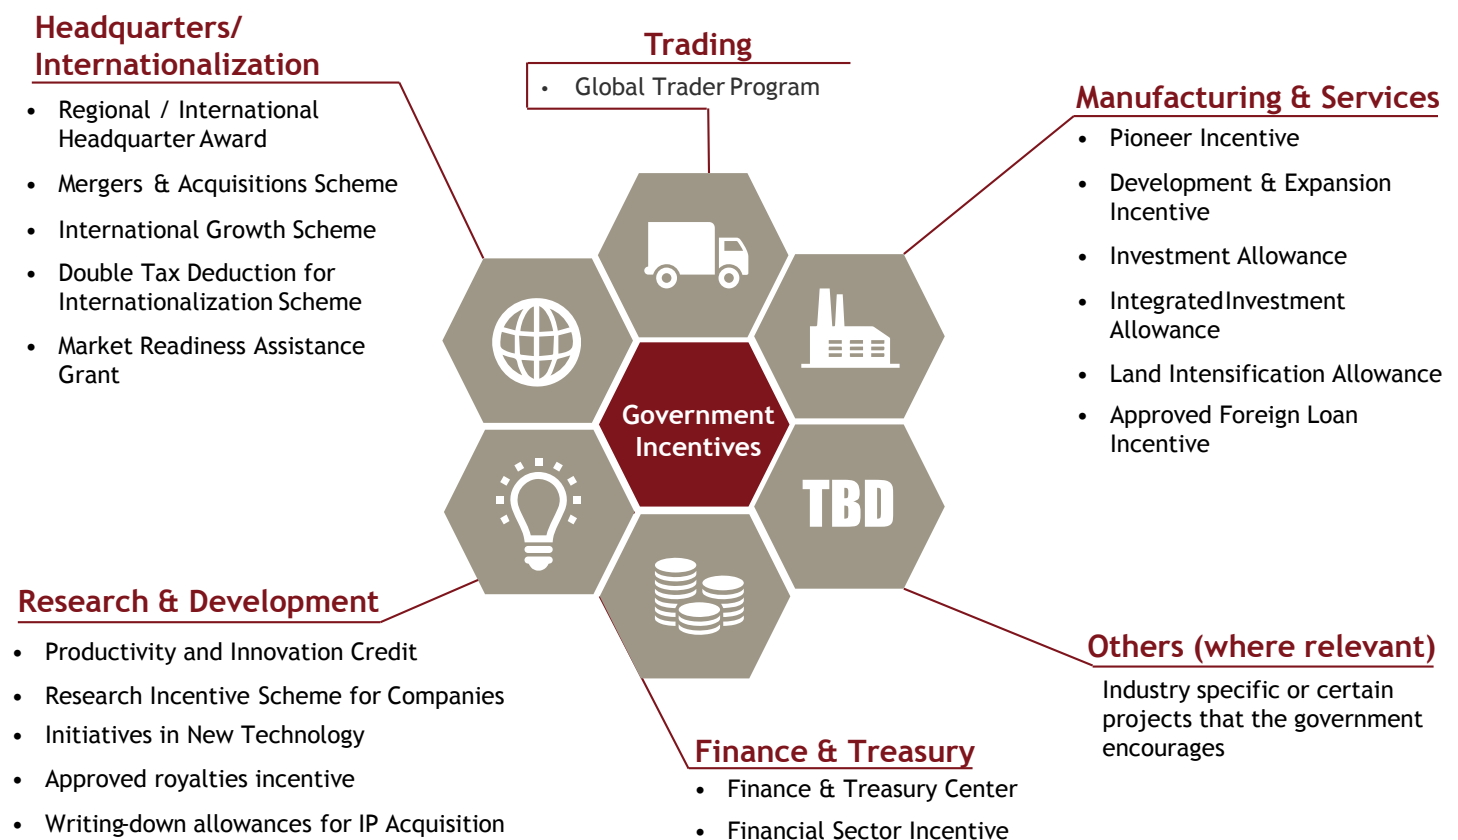 Headquarters/
Internationalization
• Regional / International
Headquarter Award
• Mergers & Acquisitions Scheme
• International Growth Scheme
• Double Tax Deduction for
Internationalization Scheme
• Market Readiness Assistance
Grant
Trading
• Global Trader Program
Manufacturing & Services
• Pioneer Incentive
• Development & Expansion
Incentive
• Investment Allowance
• IntegratedInvestment
Allowance
• Land Intensification Allowance
• Approved Foreign Loan
Incentive
Government
Incentives
TBD
Research & Development
• Productivity and Innovation Credit
• Research Incentive Scheme for Companies
• Initiatives in New Technology
• Approved royalties incentive
• Writing-down allowances for IP Acquisition
Finance & Treasury
• Finance & Treasury Center
• Financial Sector Incentive
Others (where relevant)
Industry specific or certain
projects that the government
encourages